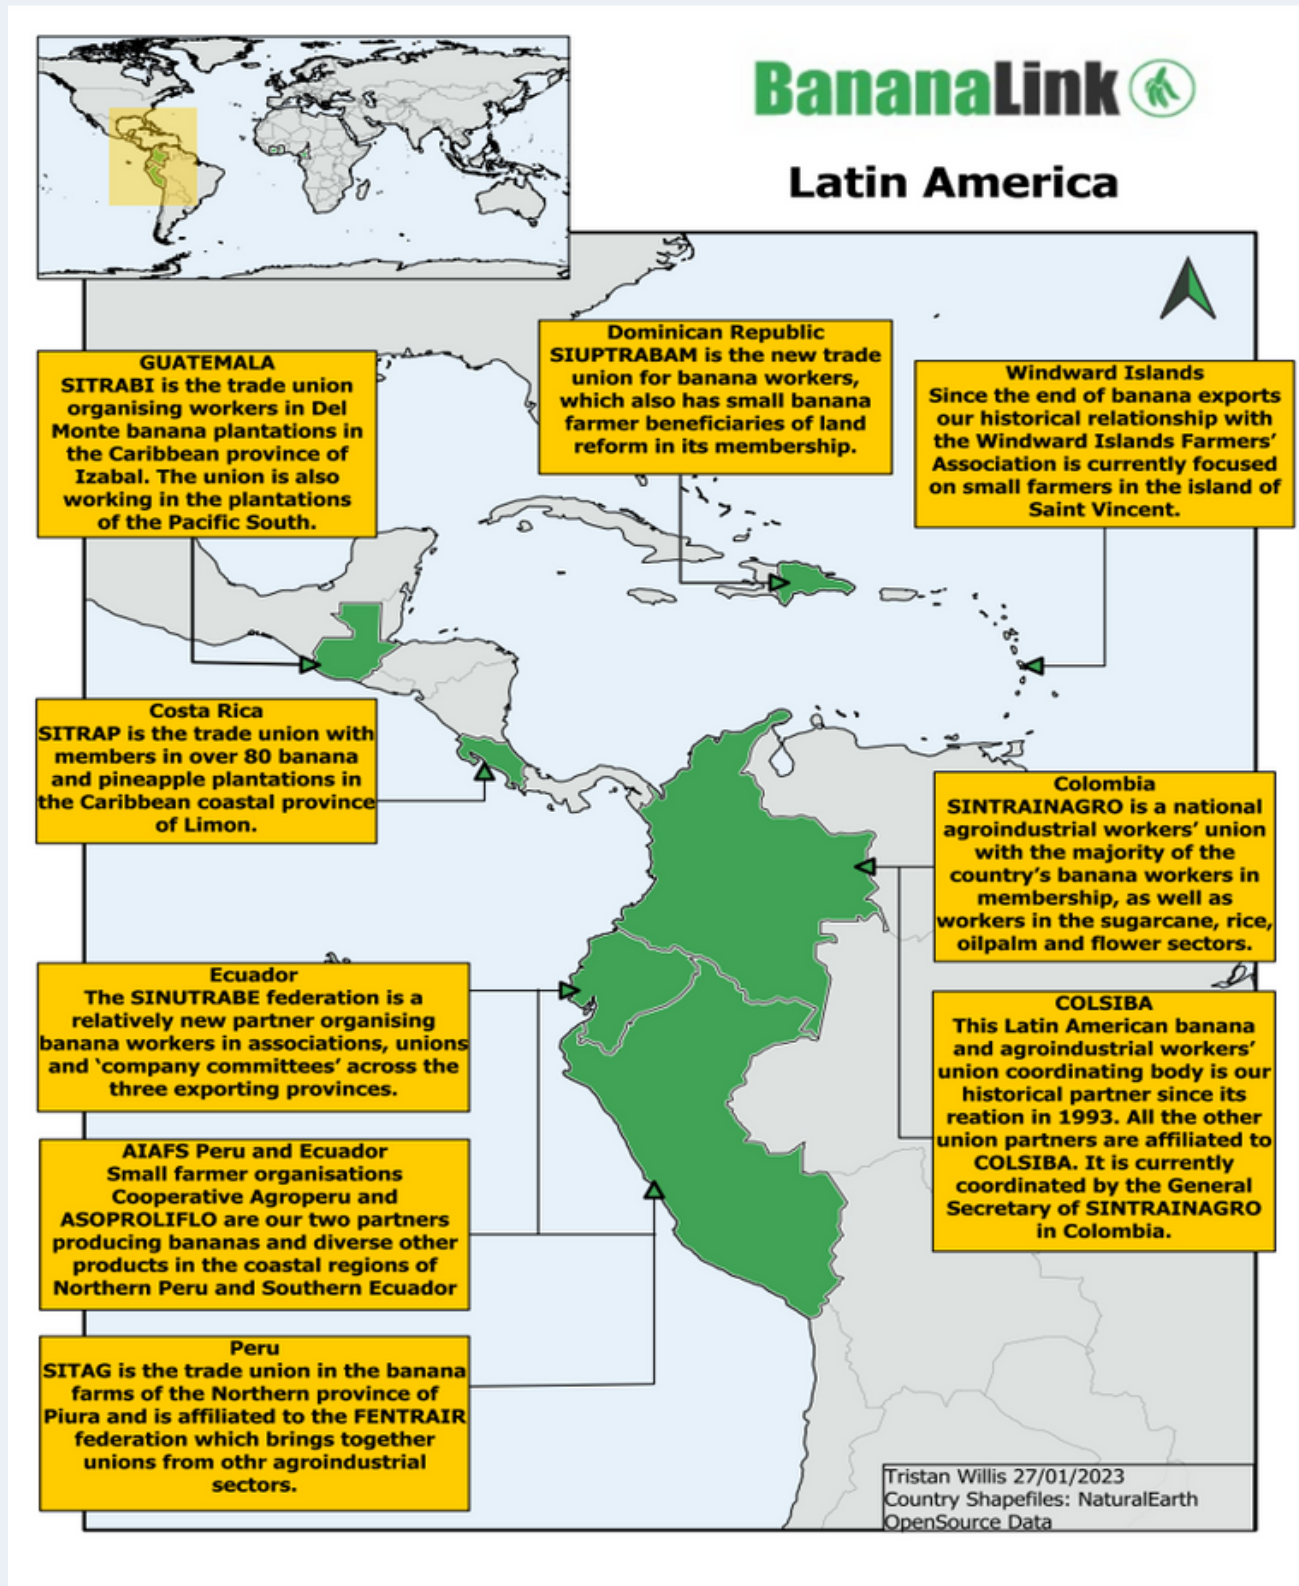 BananaLink
Latin America
GUATEMALA
SITRABI is the trade union
organising workers in Del
Monte banana plantations in
the Caribbean province of
Izabal. The union is also
working in the plantations
of the Pacific South.
Dominican Republic
SIUPTRABAM is the new trade
union for banana workers,
which also has small banana
farmer beneficiaries of land
reform in its membership.
Windward Islands
Since the end of banana exports
our historical relationship with
the Windward Islands Farmers’
Association is currently focused
on small farmers in the island of
Saint Vincent.
Costa Rica
SITRAP is the trade union with
members in over 80 banana
and pineapple plantations in
the Caribbean coastal province
of Limon.
Colombia
SINTRAINAGRO is a national
agroindustrial workers’ union
with the majority of the
country’s banana workers in
membership, as well as
workers in the sugarcane, rice,
oilpalm and flower sectors.
Ecuador
The SINUTRABE federation is a
relatively new partner organising
banana workers in associations, unions
and ‘company committees’ across the
three exporting provinces.
COLSIBA
This Latin American banana
and agroindustrial workers’
union coordinating body is our
historical partner since its
reation in 1993. All the other
union partners are affiliated to
COLSIBA. It is currently
coordinated by the General
Secretary of SINTRAINAGRO
in Colombia.
AIAFS Peru and Ecuador
Small farmer organisations
Cooperative Agroperu and
ASOPROLIFLO are our two partners
producing bananas and diverse other
products in the coastal regions of
Northern Peru and Southern Ecuador
Peru
SITAG is the trade union in the banana
farms of the Northern province of
Piura and is affiliated to the FENTRAIR
federation which brings together
unions from othr agroindustrial
sectors.
Tristan Willis 27/01/2023
Country Shapefiles: NaturalEarth
OpenSource Data